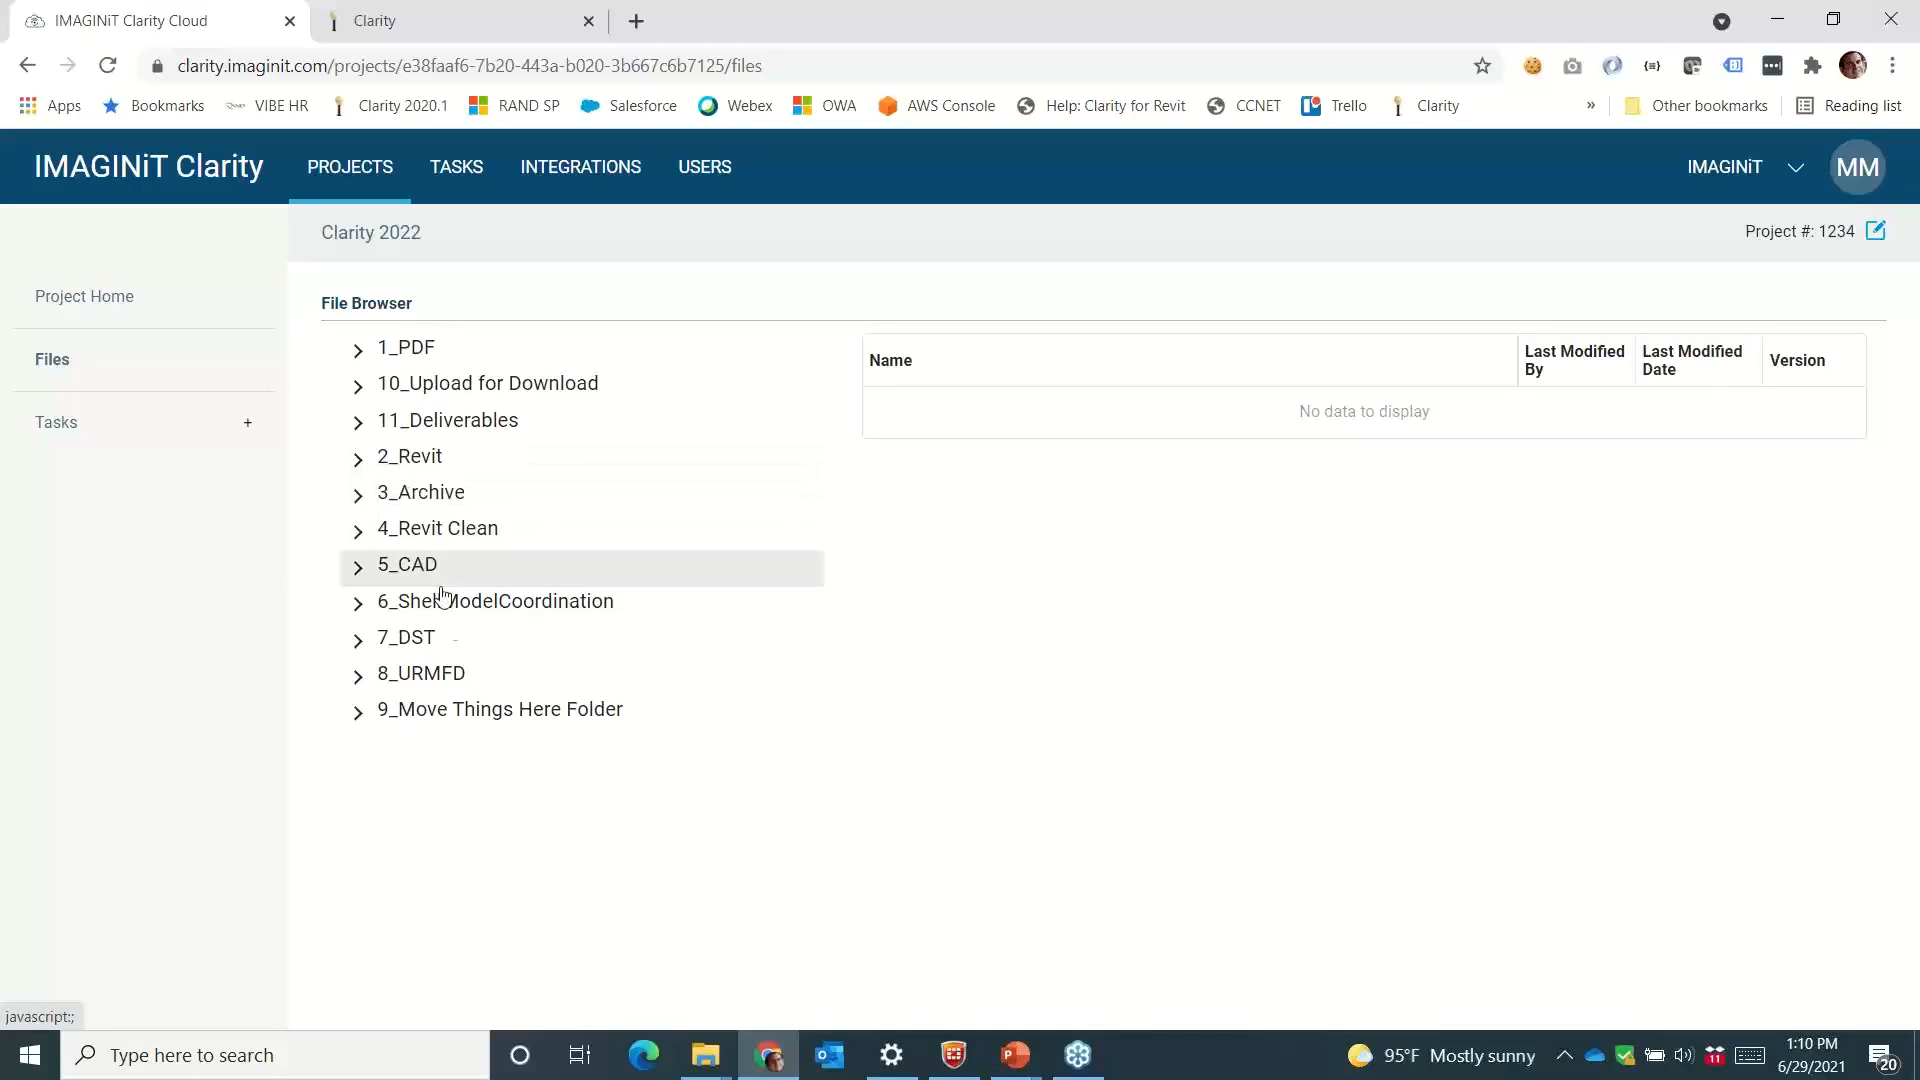 IMAGINiT Clarity Cloud
Clarity
clarity.imaginit.com/projects/e38faaf6-7b20-443a-b020-3b667c6b7125/files
Apps Bookmarks VIBE HR Clarity 2020.1 RAND SP Salesforce Webex OWA AWS Console Help: Clarity for Revit CCNET Trello Clarity » Other bookmarks Reading list
IMAGINiT Clarity PROJECTS TASKS INTEGRATIONS USERS IMAGINiT MM
Clarity 2022 Project #: 1234
Project Home
Files
Tasks +
File Browser
1_PDF
10_Upload for Download
11_Deliverables
2_Revit
3_Archive
4_Revit Clean
5_CAD
7_DST
8_URMFD
9_Move Things Here Folder
Name
Last Modified By
Last Modified Date
Version
No data to display
javascript:;
Type here to search
95°F Mostly sunny
11
1:10 PM
6/29/2021
20